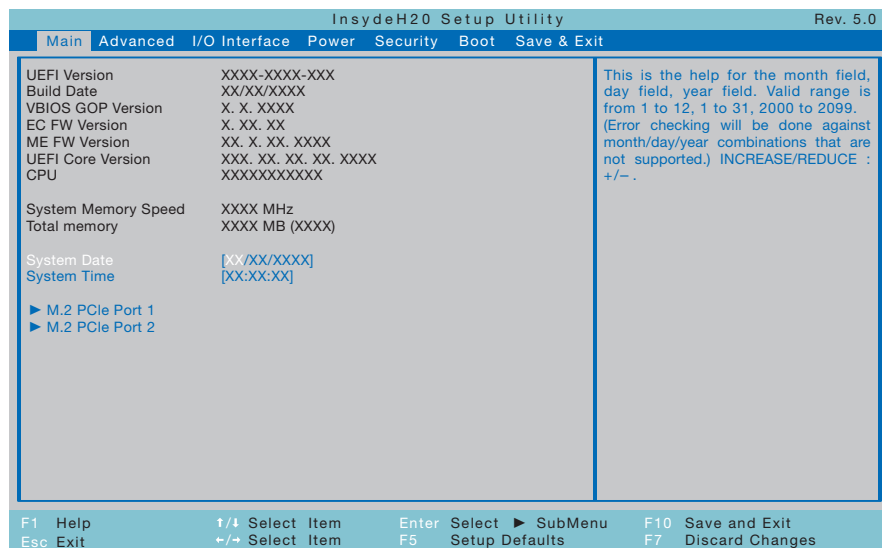 InsydeH20 Setup Utility Rev. 5.0
Main Advanced I/O Interface Power Security Boot Save & Exit
UEFI Version XXXX-XXXX-XXX
Build Date XX/XX/XXXX
VBIOS GOP Version X. X. XXXX
EC FW Version X. XX. XX
ME FW Version XX. X. XX. XXXX
UEFI Core Version XXX. XX. XX. XX. XXXX
CPU XXXXXXXXXXX
System Memory Speed XXXX MHz
Total memory XXXX MB (XXXX)
System Date [XX/XX/XXXX]
System Time [XX:XX:XX]
► M.2 PCIe Port 1
► M.2 PCIe Port 2
This is the help for the month field,
day field, year field. Valid range is
from 1 to 12, 1 to 31, 2000 to 2099.
(Error checking will be done against
month/day/year combinations that are
not supported.) INCREASE/REDUCE :
+/– .
F1 Help ↑/↓ Select Item Enter Select ► SubMenu F10 Save and Exit
Esc Exit ←/→ Select Item F5 Setup Defaults F7 Discard Changes